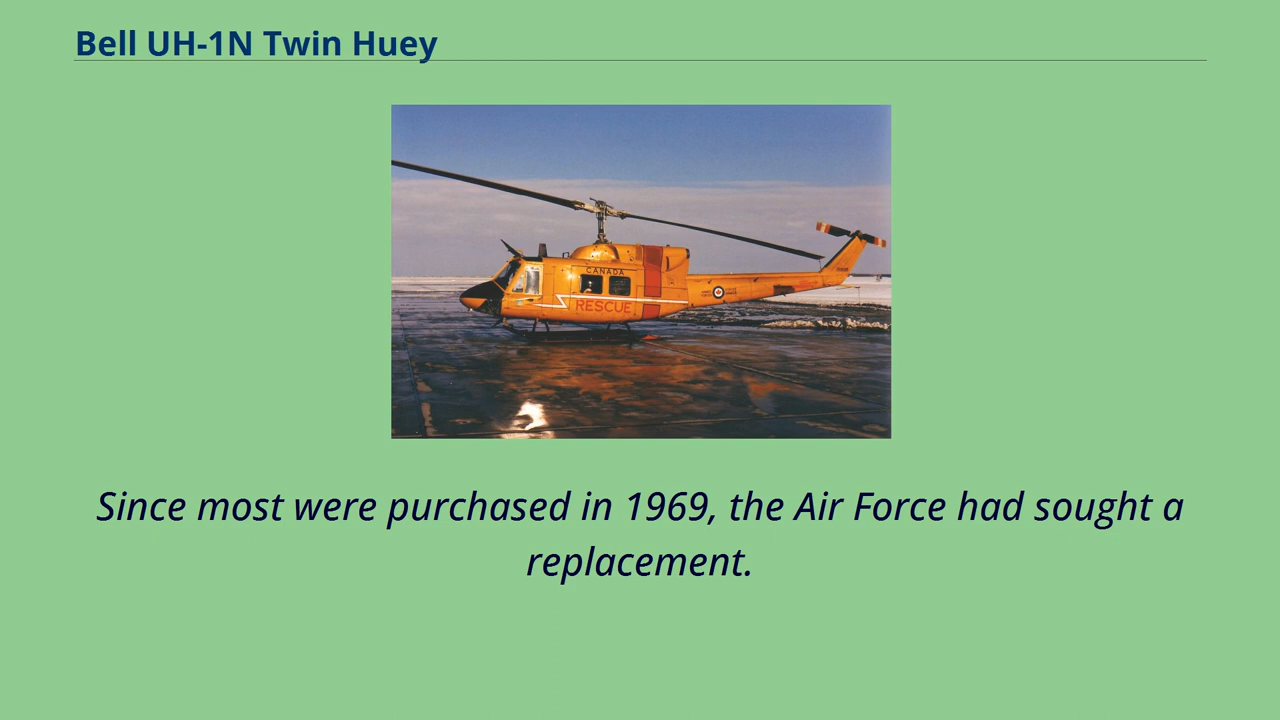 Bell UH-1N Twin Huey
CANADA
RESCUE
Since most were purchased in 1969, the Air Force had sought a
replacement.